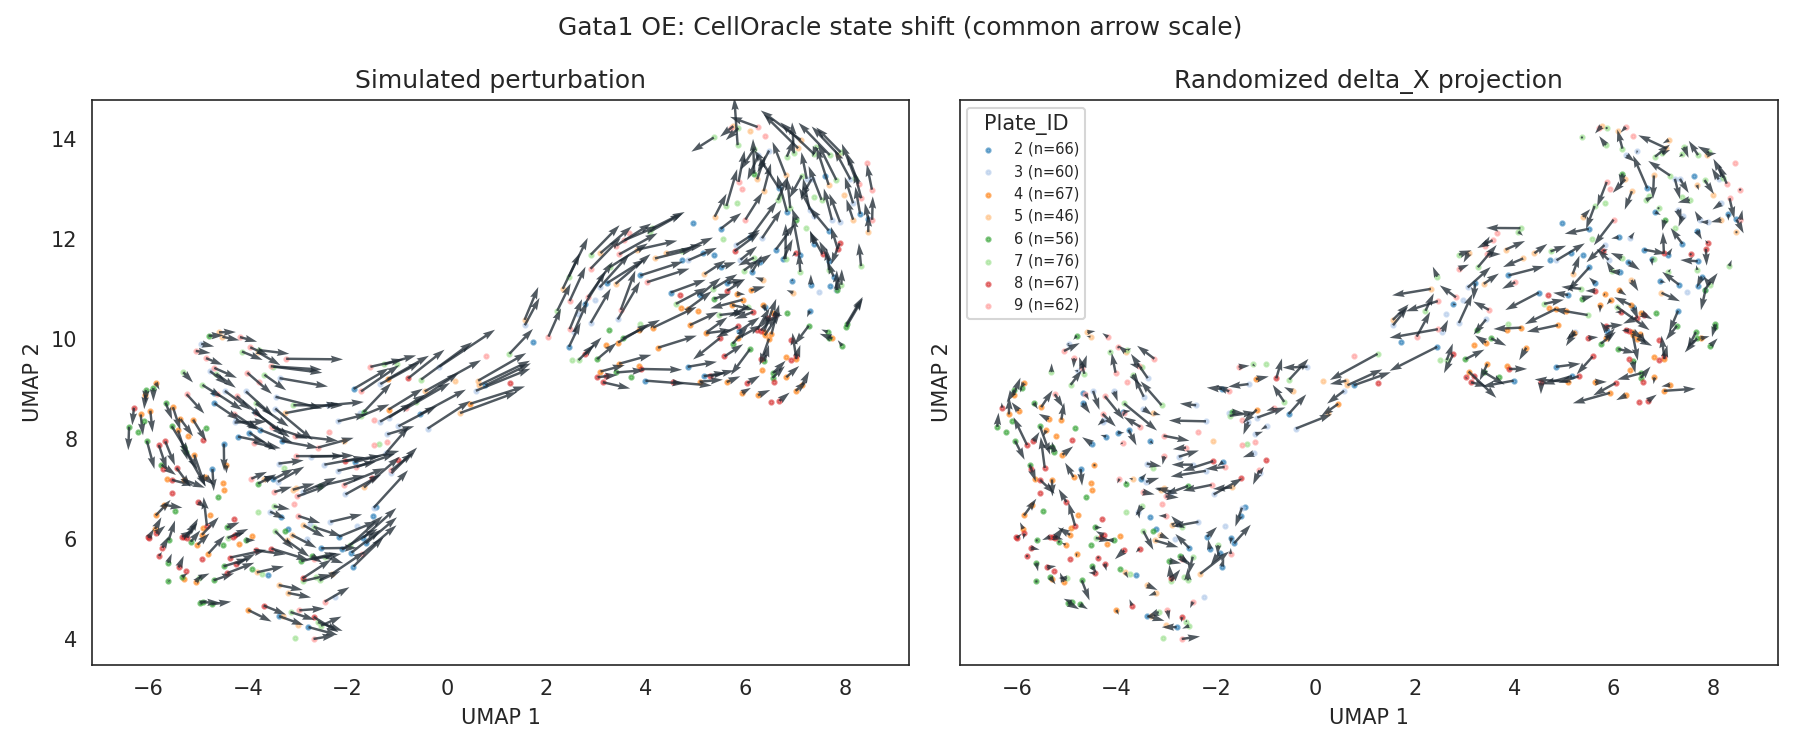 Gata1 OE: CellOracle state shift (common arrow scale)
Simulated perturbation
14
12
10
8
6
4
UMAP 2
−6
−4
−2
0
2
4
6
8
UMAP 1
Randomized delta_X projection
Plate_ID
2 (n=66)
3 (n=60)
4 (n=67)
5 (n=46)
6 (n=56)
7 (n=76)
8 (n=67)
9 (n=62)
UMAP 2
−6
−4
−2
0
2
4
6
8
UMAP 1